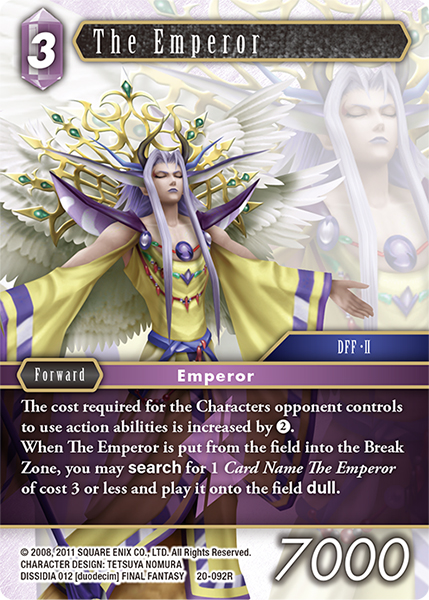 3
The Emperor
DFF・II
Forward
Emperor
The cost required for the Characters opponent controls
to use action abilities is increased by ❷.
When The Emperor is put from the field into the Break
Zone, you may search for 1 Card Name The Emperor
of cost 3 or less and play it onto the field dull.
© 2008, 2011 SQUARE ENIX CO., LTD. All Rights Reserved.
CHARACTER DESIGN: TETSUYA NOMURA
DISSIDIA 012 [duodecim] FINAL FANTASY
20-092R
7000